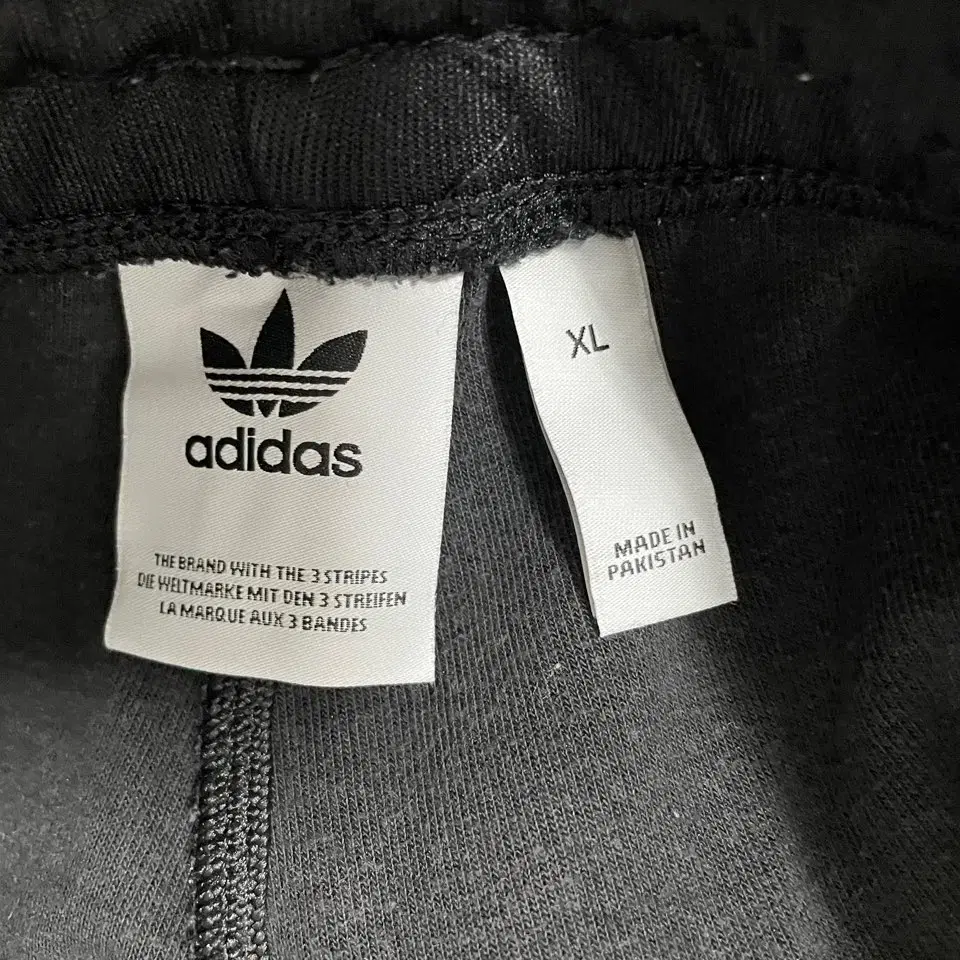 adidas
THE BRAND WITH THE 3 STRIPES
DIE WELTMARKE MIT DEN 3 STREIFEN
LA MARQUE AUX 3 BANDES
XL
MADE IN
PAKISTAN